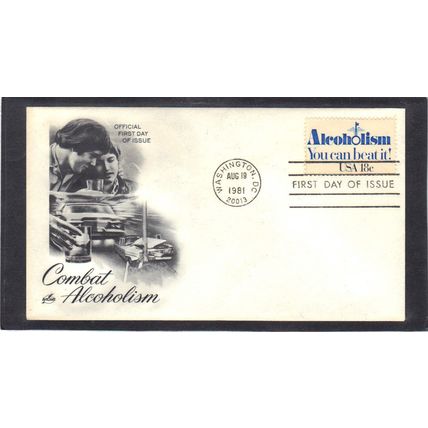 OFFICIAL
FIRST DAY
OF ISSUE
Combat
Alcoholism
WASHINGTON, DC
AUG 19
1981
20013
Alcoholism
You can beat it!
USA 18c
FIRST DAY OF ISSUE